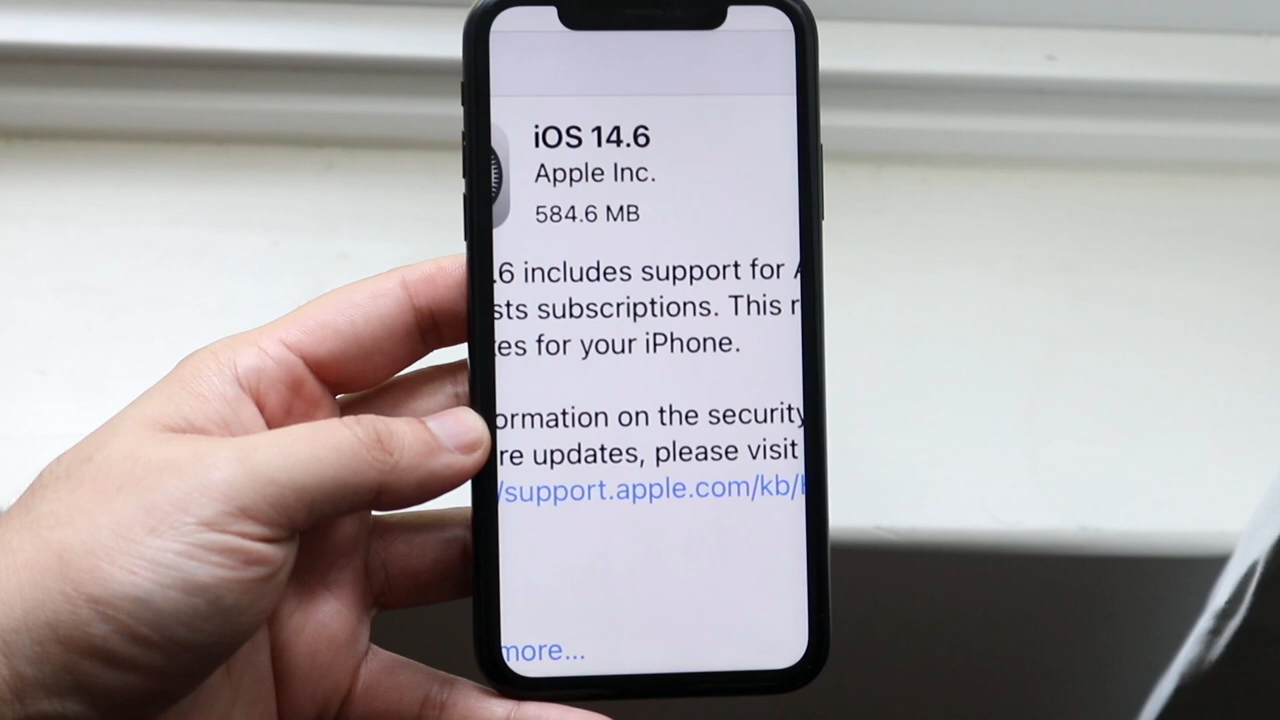 iOS 14.6
Apple Inc.
584.6 MB
.6 includes support for
sts subscriptions. This r
es for your iPhone.
ormation on the security
re updates, please visit
/support.apple.com/kb/
more...